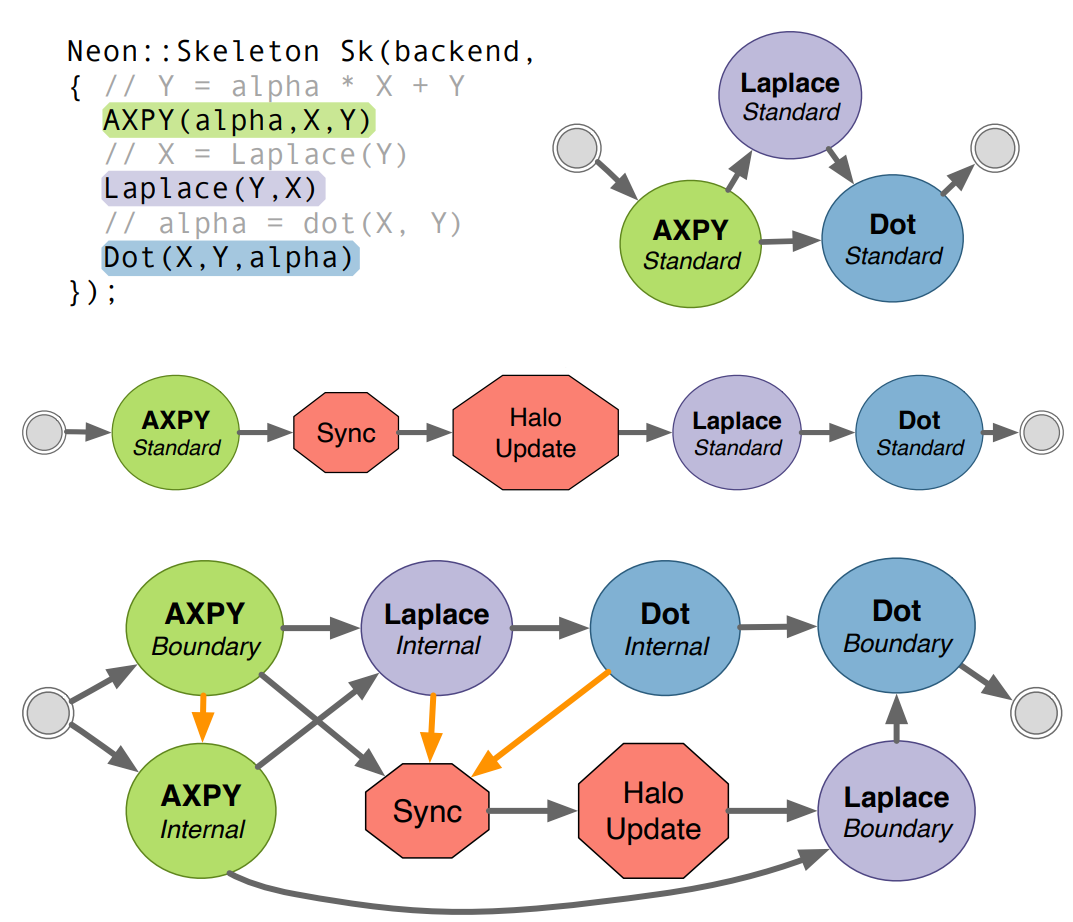 Neon::Skeleton Sk(backend,
{ // Y = alpha * X + Y
AXPY(alpha,X,Y)
// X = Laplace(Y)
Laplace(Y,X)
// alpha = dot(X, Y)
Dot(X,Y,alpha)
});
Laplace
Standard
AXPY
Standard
Dot
Standard
AXPY
Standard
Sync
Halo
Update
Laplace
Standard
Dot
Standard
AXPY
Boundary
Laplace
Internal
Dot
Internal
Dot
Boundary
AXPY
Internal
Sync
Halo
Update
Laplace
Boundary